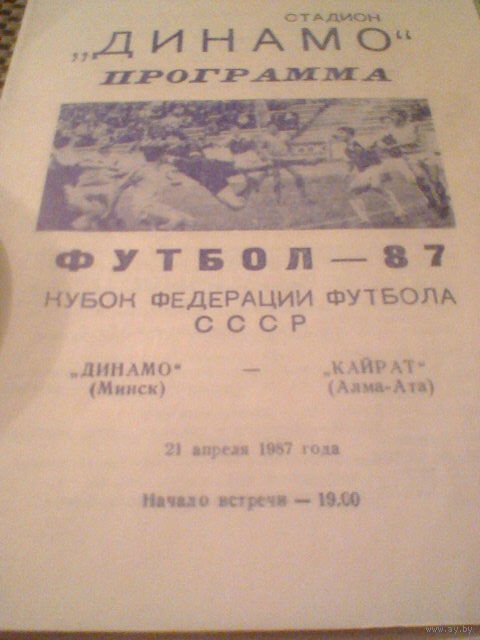 СТАДИОН
„ДИНАМО“
ПРОГРАММА
ФУТБОЛ — 87
КУБОК ФЕДЕРАЦИИ ФУТБОЛА
СССР
„ДИНАМО“ — „КАЙРАТ“
(Минск) (Алма-Ата)
21 апреля 1987 года
Начало встречи — 19.00
www.ay.by